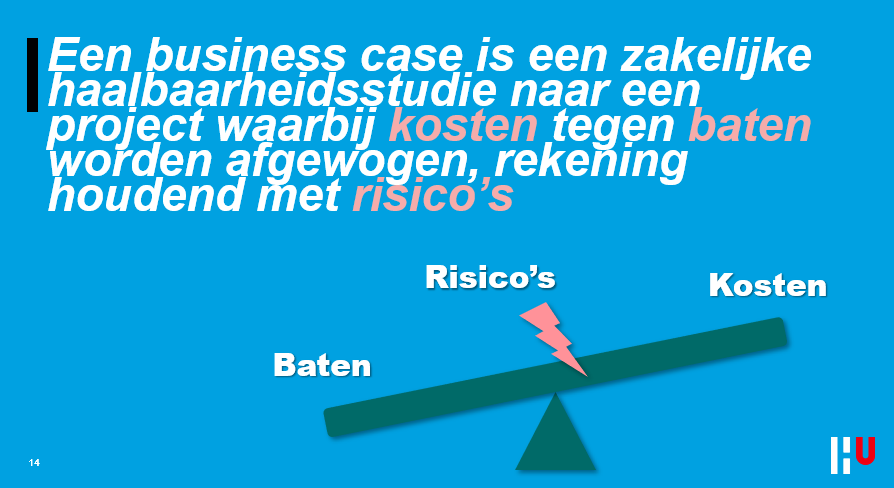 Een business case is een zakelijke
haalbaarheidsstudie naar een
project waarbij kosten tegen baten
worden afgewogen, rekening
houdend met risico’s
Risico’s
Kosten
Baten
14
HU